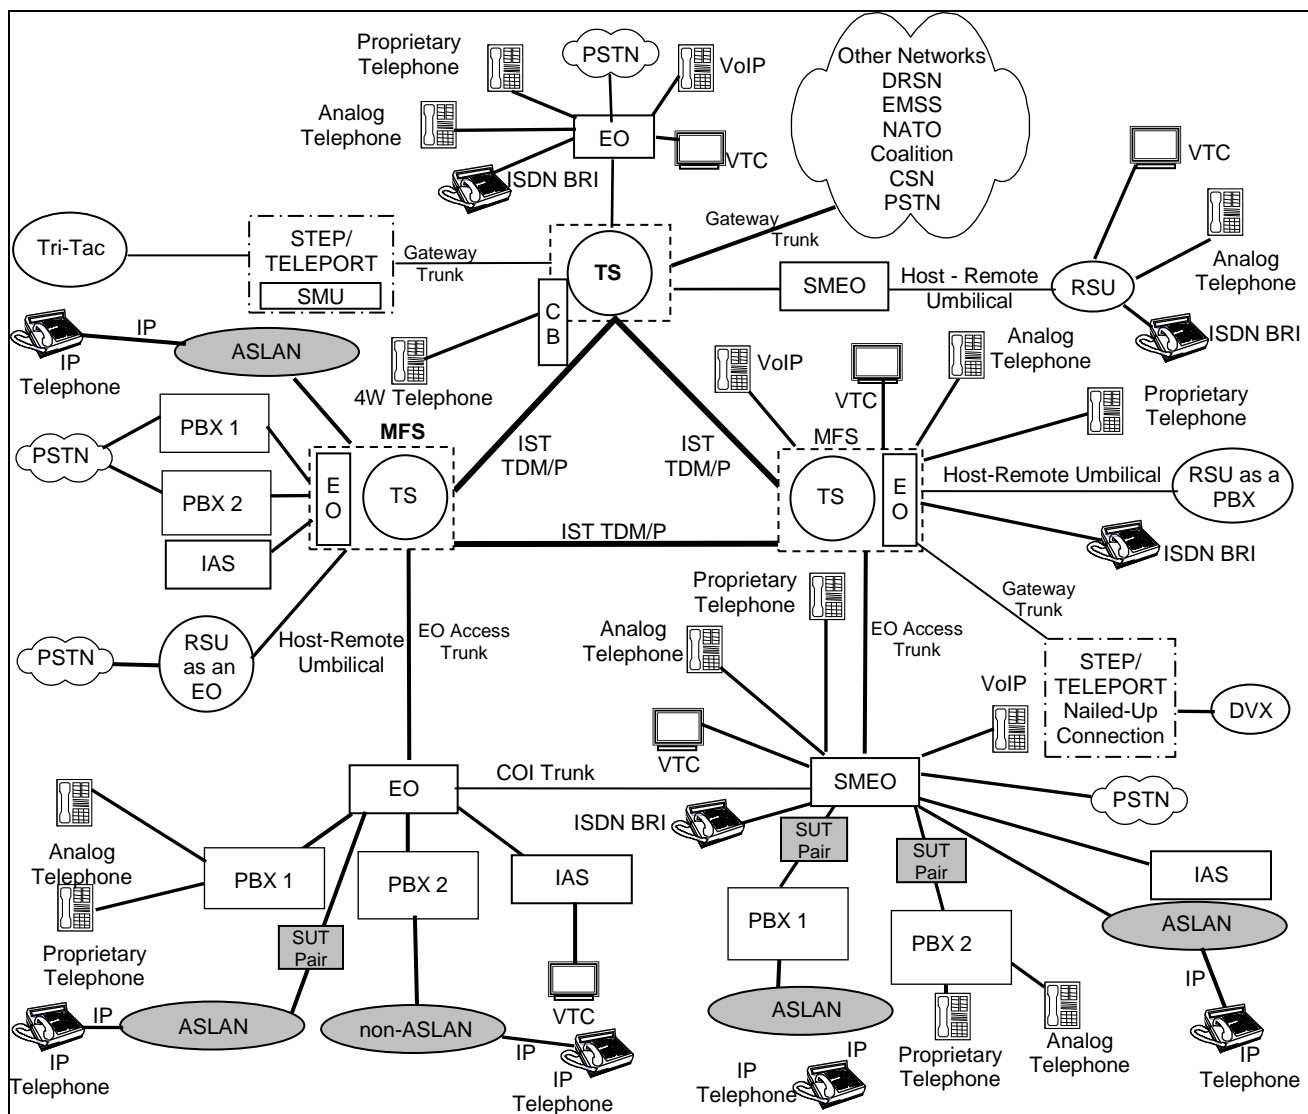 Proprietary
Telephone
PSTN
VoIP
Analog
Telephone
EO
VTC
ISDN BRI
Other Networks
DRSN
EMSS
NATO
Coalition
CSN
PSTN
VTC
Analog
Telephone
ISDN BRI
Tri-Tac
STEP/
TELEPORT
SMU
Gateway
Trunk
TS
C
B
Gateway
Trunk
SMEO
Host - Remote
Umbilical
RSU
IP
IP
Telephone
ASLAN
4W Telephone
VoIP
VTC
Analog
Telephone
Proprietary
Telephone
PSTN
PBX 1
PBX 2
IAS
MFS
E
O
TS
IST
TDM/P
IST
TDM/P
IST TDM/P
MFS
TS
E
O
Host-Remote Umbilical
RSU as a
PBX
ISDN BRI
PSTN
RSU
as an
EO
Host-Remote
Umbilical
EO Access
Trunk
Proprietary
Telephone
Analog
Telephone
EO Access
Trunk
Gateway
Trunk
STEP/
TELEPORT
Nailed-Up
Connection
DVX
VoIP
VTC
EO
COI Trunk
SMEO
PSTN
ISDN BRI
Analog
Telephone
PBX 1
Proprietary
Telephone
SUT
Pair
PBX 2
IAS
VTC
SUT
Pair
SUT
Pair
PBX 1
PBX 2
IAS
ASLAN
IP
IP
Telephone
IP
IP
Telephone
ASLAN
non-ASLAN
IP
IP
Telephone
ASLAN
IP
IP
Telephone
Proprietary
Telephone
Analog
Telephone